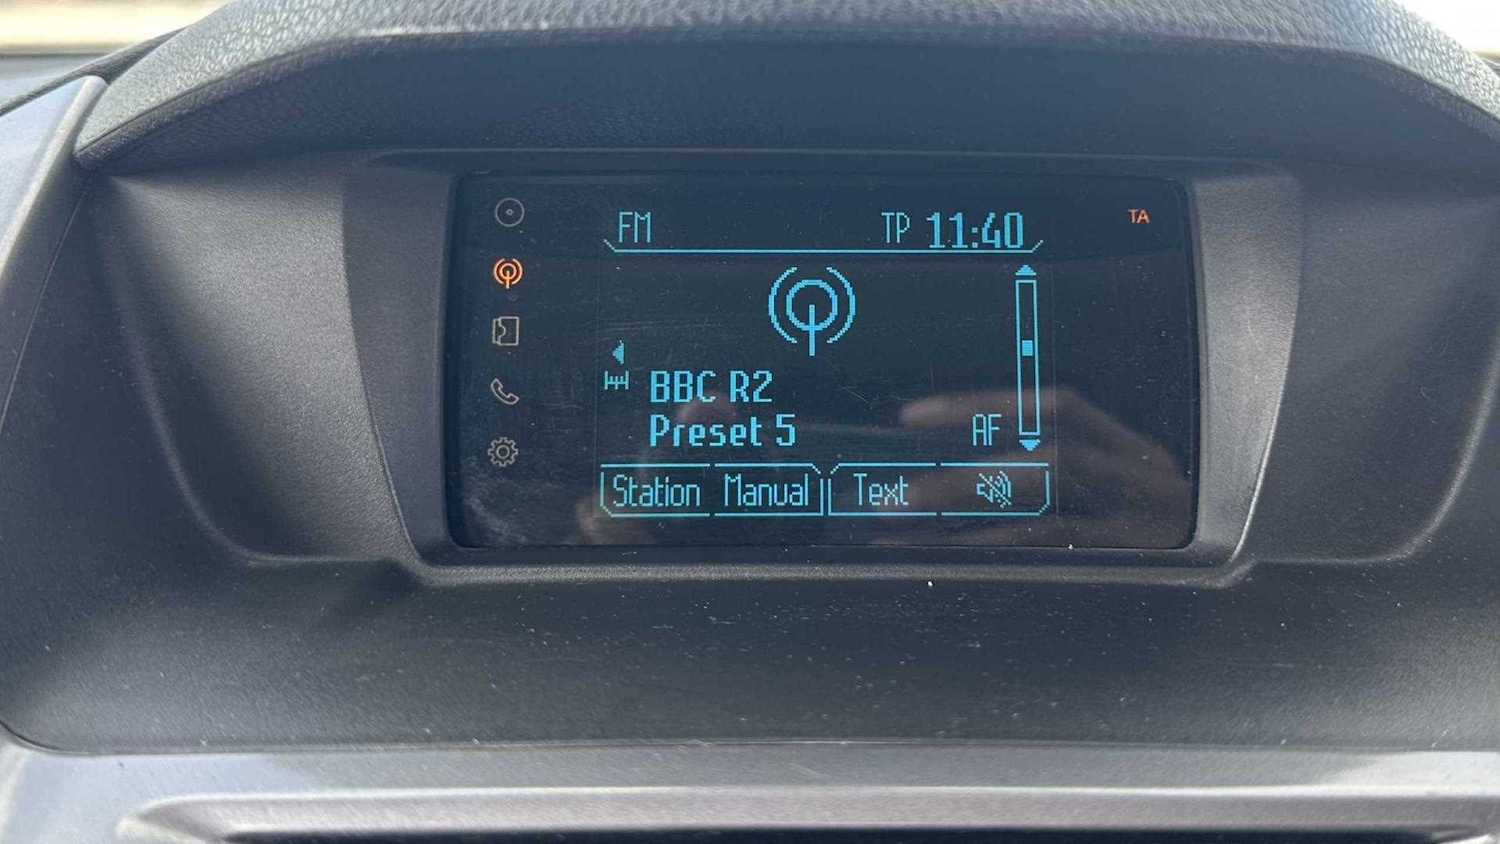 FM TP 11:40 TA
BBC R2
Preset 5 AF
Station Manual Text